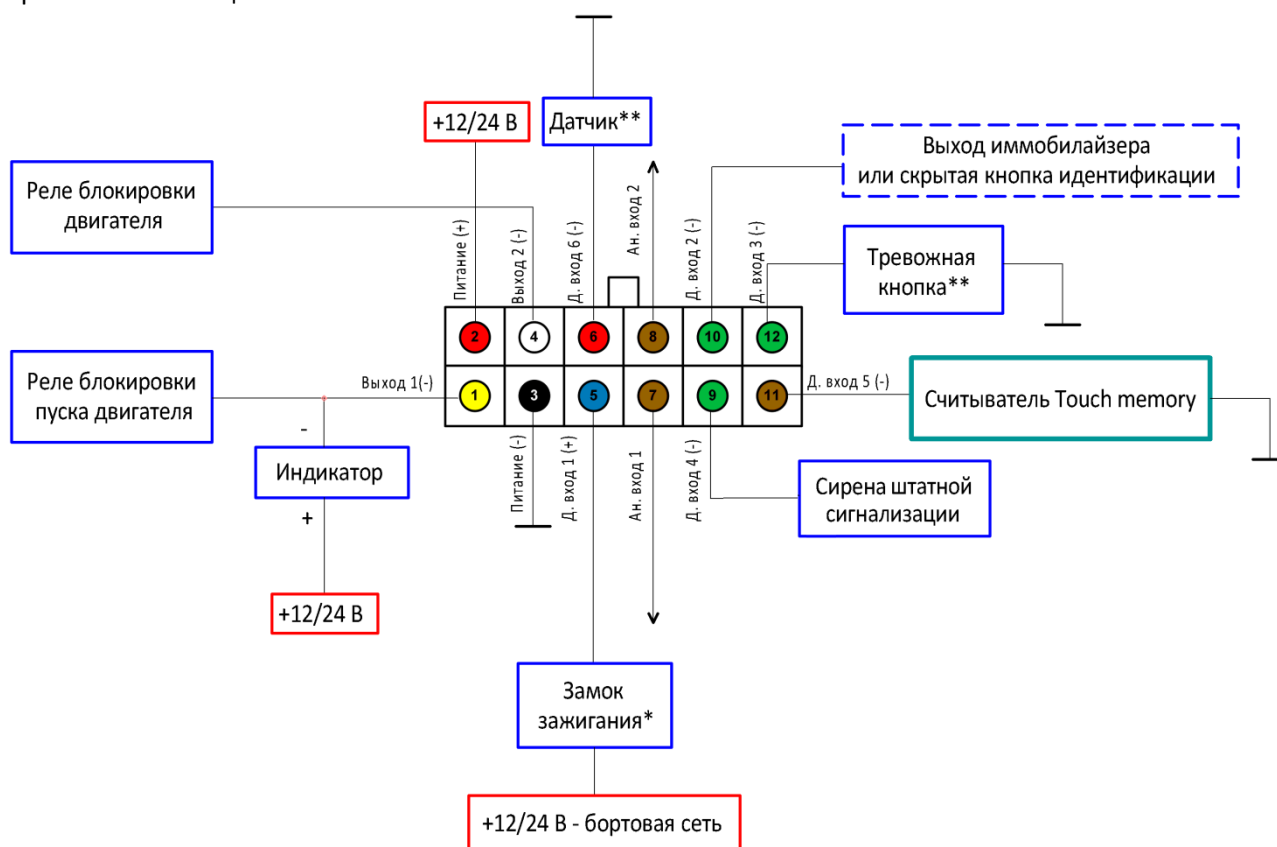 +12/24 В
Датчик**
Выход иммобилайзера
или скрытая кнопка идентификации
Реле блокировки
двигателя
Тревожная
кнопка**
Питание (+)
Выход 2 (-)
Д. вход 6 (-)
Ан. вход 2
Д. вход 2 (-)
Д. вход 3 (-)
2
4
6
8
10
12
Реле блокировки
пуска двигателя
Выход 1(-)
1
3
5
7
9
11
Д. вход 5 (-)
Считыватель Touch memory
-
Индикатор
+
+12/24 В
Питание (-)
Д. вход 1 (+)
Ан. вход 1
Д. вход 4 (-)
Сирена штатной
сигнализации
Замок
зажигания*
+12/24 В - бортовая сеть